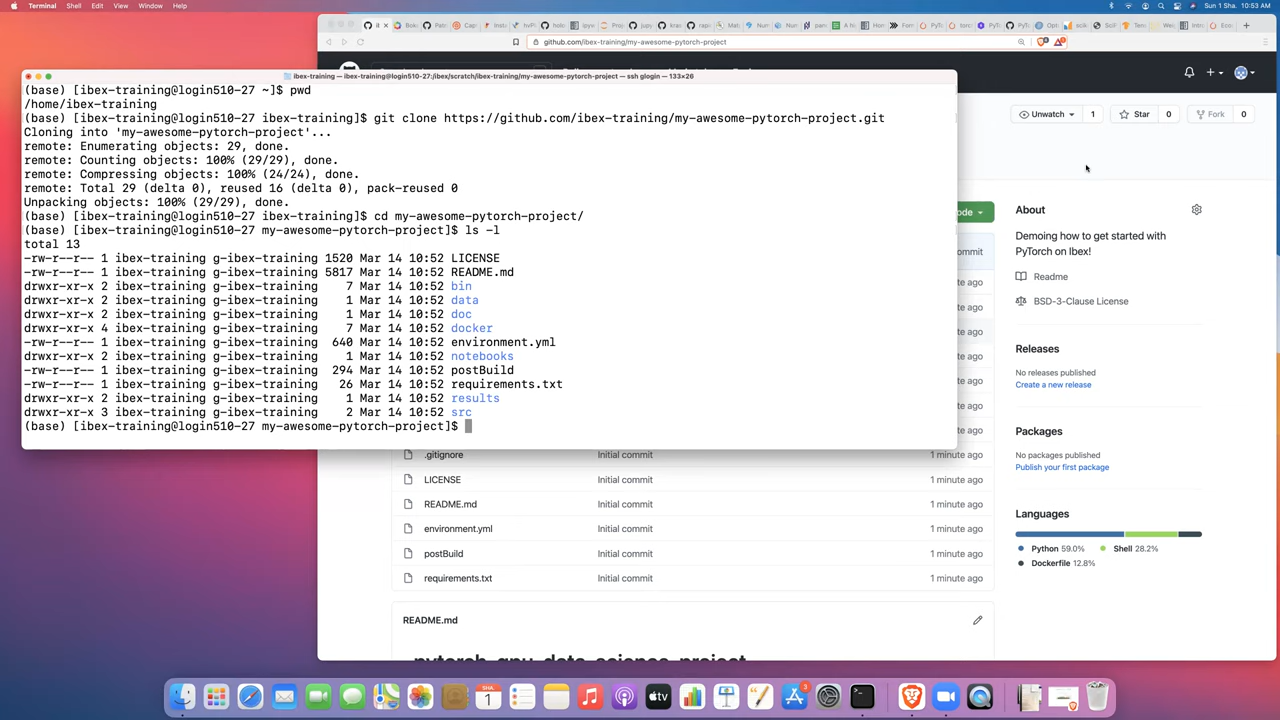 Terminal Shell Edit View Window Help
Sun 1 Sha. 10:53 AM
github.com/ibex-training/my-awesome-pytorch-project
ibex-training — ibex-training@login510-27:/ibex/scratch/ibex-training/my-awesome-pytorch-project — ssh glogin — 133×26
(base) [ibex-training@login510-27 ~]$ pwd
/home/ibex-training
(base) [ibex-training@login510-27 ibex-training]$ git clone https://github.com/ibex-training/my-awesome-pytorch-project.git
Cloning into 'my-awesome-pytorch-project'...
remote: Enumerating objects: 29, done.
remote: Counting objects: 100% (29/29), done.
remote: Compressing objects: 100% (24/24), done.
remote: Total 29 (delta 0), reused 16 (delta 0), pack-reused 0
Unpacking objects: 100% (29/29), done.
(base) [ibex-training@login510-27 ibex-training]$ cd my-awesome-pytorch-project/
(base) [ibex-training@login510-27 my-awesome-pytorch-project]$ ls -l
total 13
-rw-r--r-- 1 ibex-training g-ibex-training 1520 Mar 14 10:52 LICENSE
-rw-r--r-- 1 ibex-training g-ibex-training 5817 Mar 14 10:52 README.md
drwxr-xr-x 2 ibex-training g-ibex-training 7 Mar 14 10:52 bin
drwxr-xr-x 2 ibex-training g-ibex-training 1 Mar 14 10:52 data
drwxr-xr-x 2 ibex-training g-ibex-training 1 Mar 14 10:52 doc
drwxr-xr-x 4 ibex-training g-ibex-training 7 Mar 14 10:52 docker
-rw-r--r-- 1 ibex-training g-ibex-training 640 Mar 14 10:52 environment.yml
drwxr-xr-x 2 ibex-training g-ibex-training 1 Mar 14 10:52 notebooks
-rw-r--r-- 1 ibex-training g-ibex-training 294 Mar 14 10:52 postBuild
-rw-r--r-- 1 ibex-training g-ibex-training 26 Mar 14 10:52 requirements.txt
drwxr-xr-x 2 ibex-training g-ibex-training 1 Mar 14 10:52 results
drwxr-xr-x 3 ibex-training g-ibex-training 2 Mar 14 10:52 src
(base) [ibex-training@login510-27 my-awesome-pytorch-project]$
Unwatch 1 Star 0 Fork 0
About
Demoing how to get started with
PyTorch on Ibex!
Readme
BSD-3-Clause License
Releases
No releases published
Create a new release
Packages
No packages published
Publish your first package
Languages
Python 59.0% Shell 28.2%
Dockerfile 12.8%
.gitignore Initial commit 1 minute ago
LICENSE Initial commit 1 minute ago
README.md Initial commit 1 minute ago
environment.yml Initial commit 1 minute ago
postBuild Initial commit 1 minute ago
requirements.txt Initial commit 1 minute ago
README.md